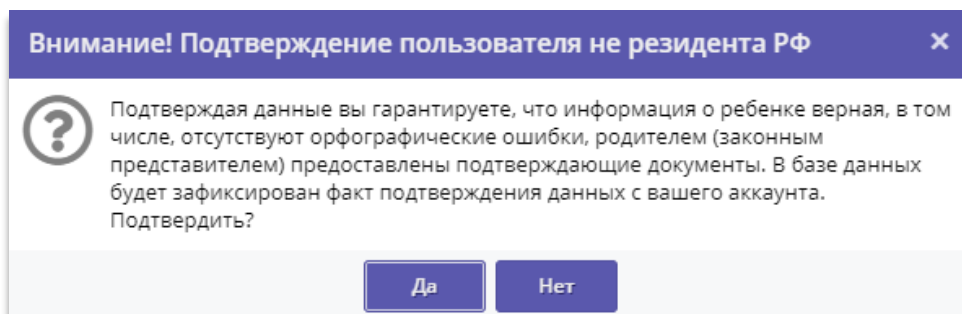 Внимание! Подтверждение пользователя не резидента РФ ×
Подтверждая данные вы гарантируете, что информация о ребенке верная, в том
числе, отсутствуют орфографические ошибки, родителем (законным
представителем) предоставлены подтверждающие документы. В базе данных
будет зафиксирован факт подтверждения данных с вашего аккаунта.
Подтвердить?
Да Нет